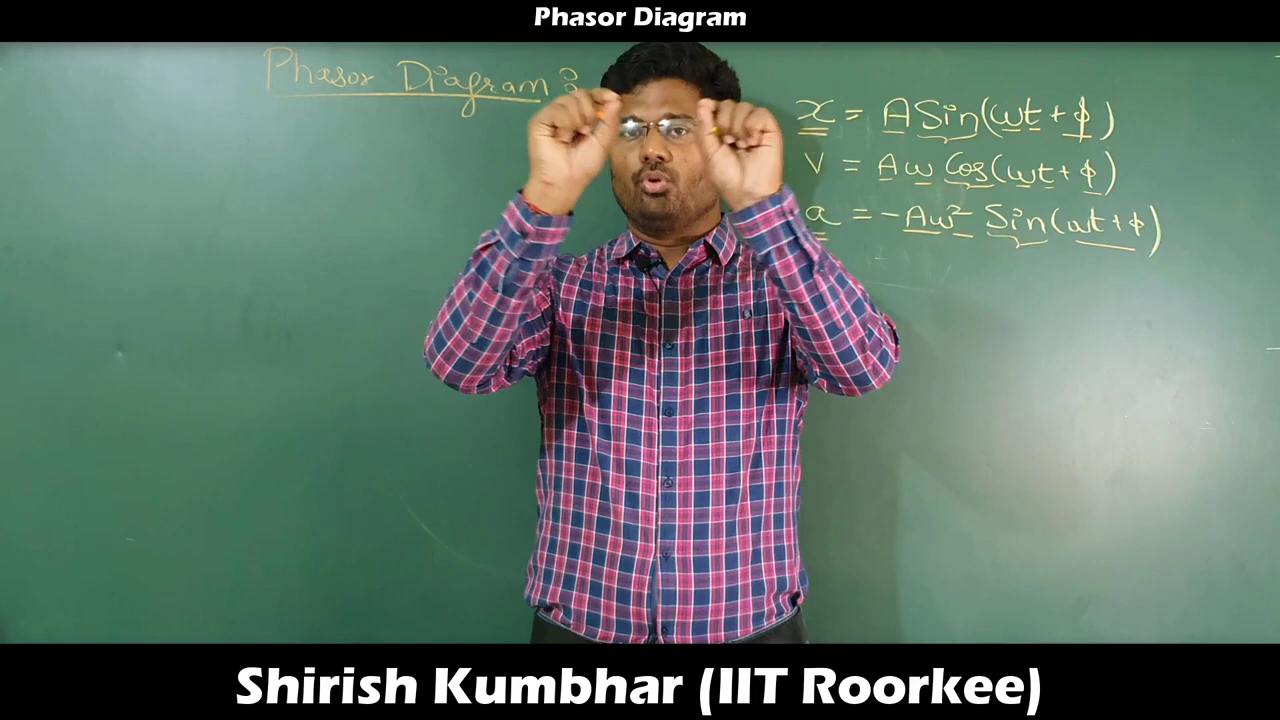 Phasor Diagram
Phasor Diagram :
x = A Sin(ωt + φ)
v = Aω Cos(ωt + φ)
a = -Aω² Sin(ωt + φ)
Shirish Kumbhar (IIT Roorkee)